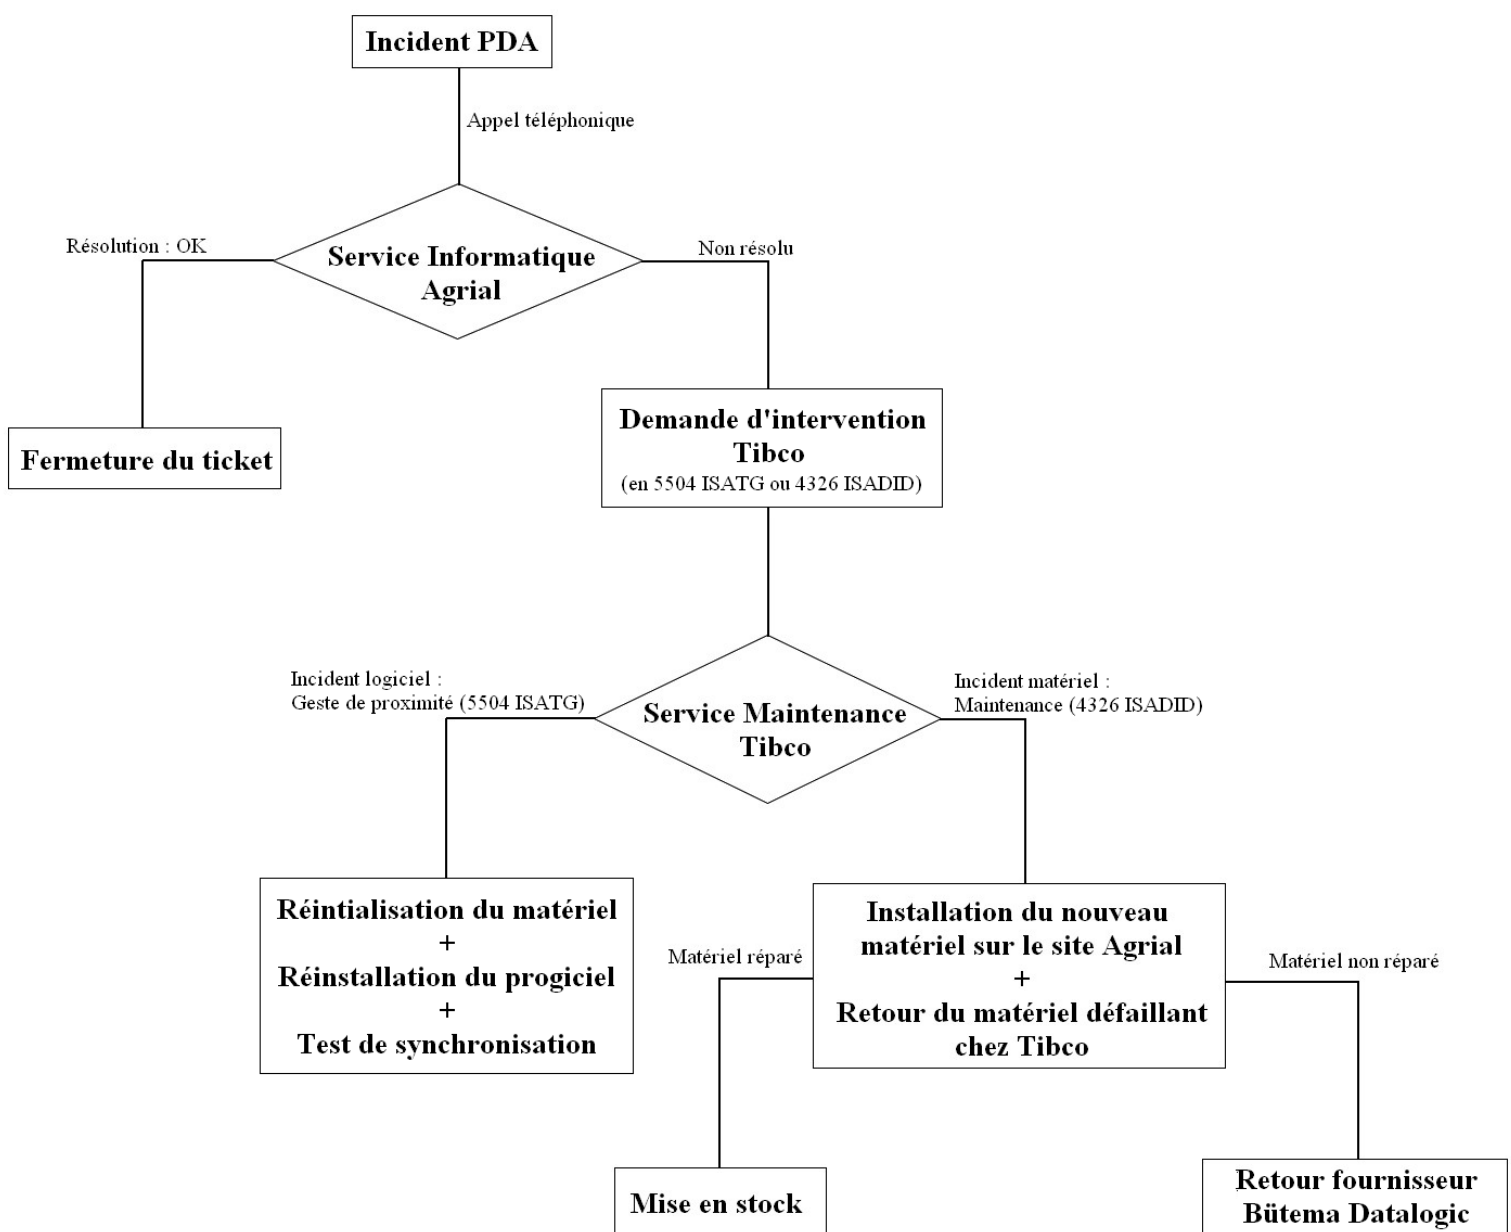 Incident PDA
Appel téléphonique
Résolution : OK
Service Informatique
Agrial
Non résolu
Fermeture du ticket
Demande d'intervention
Tibco
(en 5504 ISATG ou 4326 ISADID)
Incident logiciel :
Geste de proximité (5504 ISATG)
Service Maintenance
Tibco
Incident matériel :
Maintenance (4326 ISADID)
Réintialisation du matériel
+
Réinstallation du progiciel
+
Test de synchronisation
Matériel réparé
Installation du nouveau
matériel sur le site Agrial
+
Retour du matériel défaillant
chez Tibco
Matériel non réparé
Mise en stock
Retour fournisseur
Bütema Datalogic